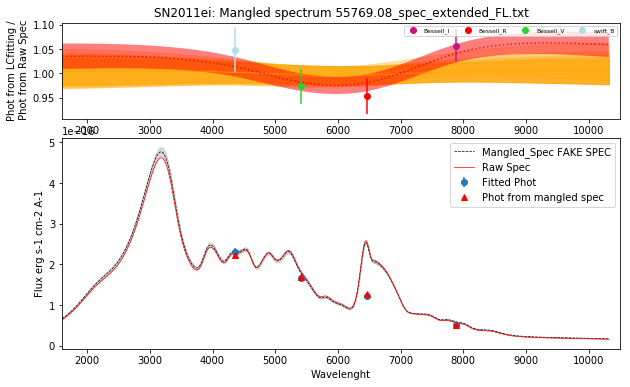 SN2011ei: Mangled spectrum 55769.08_spec_extended_FL.txt
Phot from LCfitting /
Phot from Raw Spec
1.10
1.05
1.00
0.95
Bessell_I
Bessell_R
Bessell_V
swift_B
2000 3000 4000 5000 6000 7000 8000 9000 10000
1e−16
Flux erg s-1 cm-2 A-1
5
4
3
2
1
0
Mangled_Spec FAKE SPEC
Raw Spec
Fitted Phot
Phot from mangled spec
2000 3000 4000 5000 6000 7000 8000 9000 10000
Wavelenght